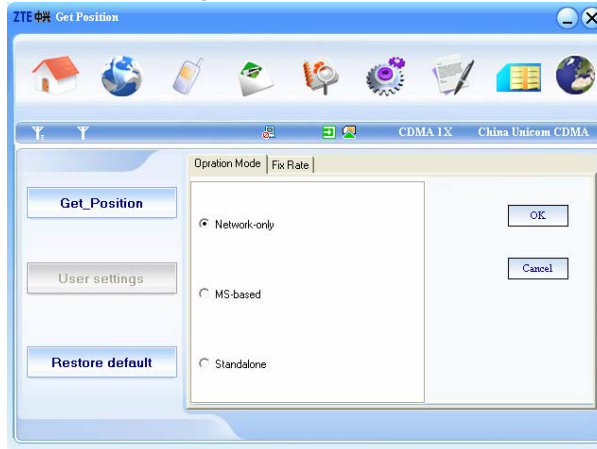 ZTE中兴 Get Position
CDMA 1X China Unicom CDMA
Opration Mode Fix Rate
Get_Position
User settings
Restore default
Network-only
MS-based
Standalone
OK
Cancel